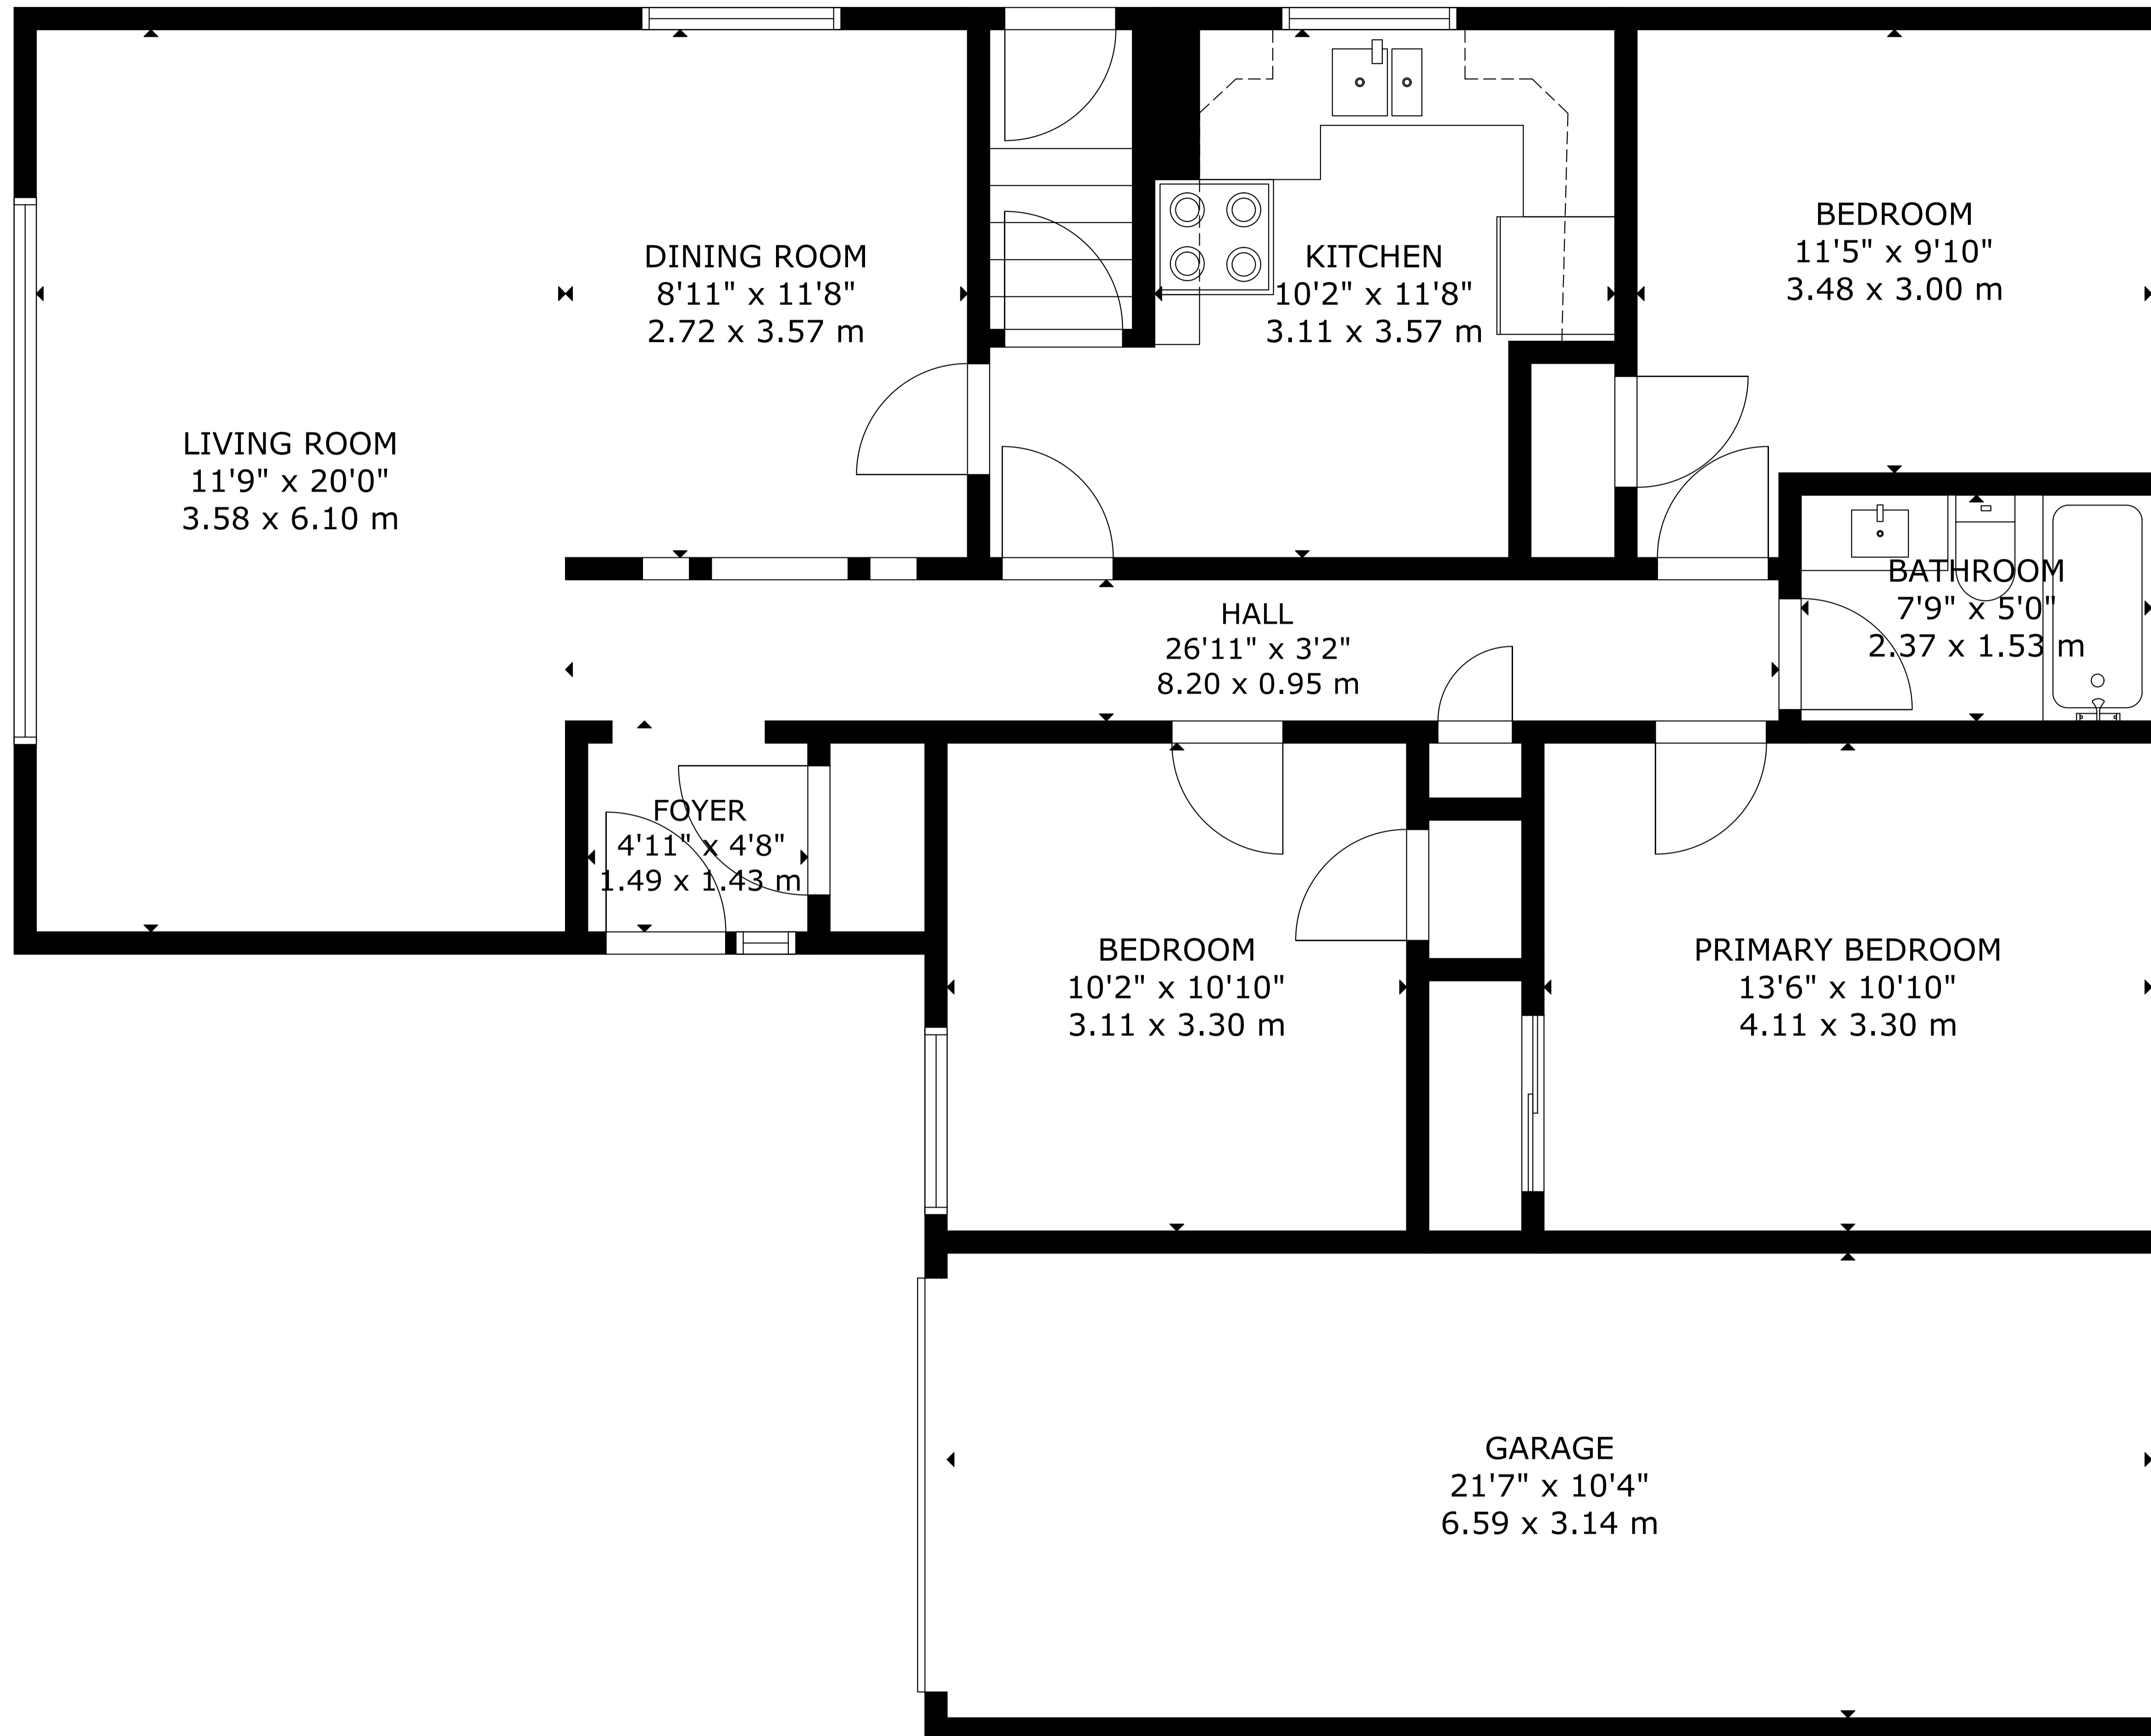 DINING ROOM
8'11" x 11'8"
2.72 x 3.57 m
KITCHEN
10'2" x 11'8"
3.11 x 3.57 m
BEDROOM
11'5" x 9'10"
3.48 x 3.00 m
LIVING ROOM
11'9" x 20'0"
3.58 x 6.10 m
HALL
26'11" x 3'2"
8.20 x 0.95 m
BATHROOM
7'9" x 5'0"
2.37 x 1.53 m
FOYER
4'11" x 4'8"
1.49 x 1.43 m
BEDROOM
10'2" x 10'10"
3.11 x 3.30 m
PRIMARY BEDROOM
13'6" x 10'10"
4.11 x 3.30 m
GARAGE
21'7" x 10'4"
6.59 x 3.14 m